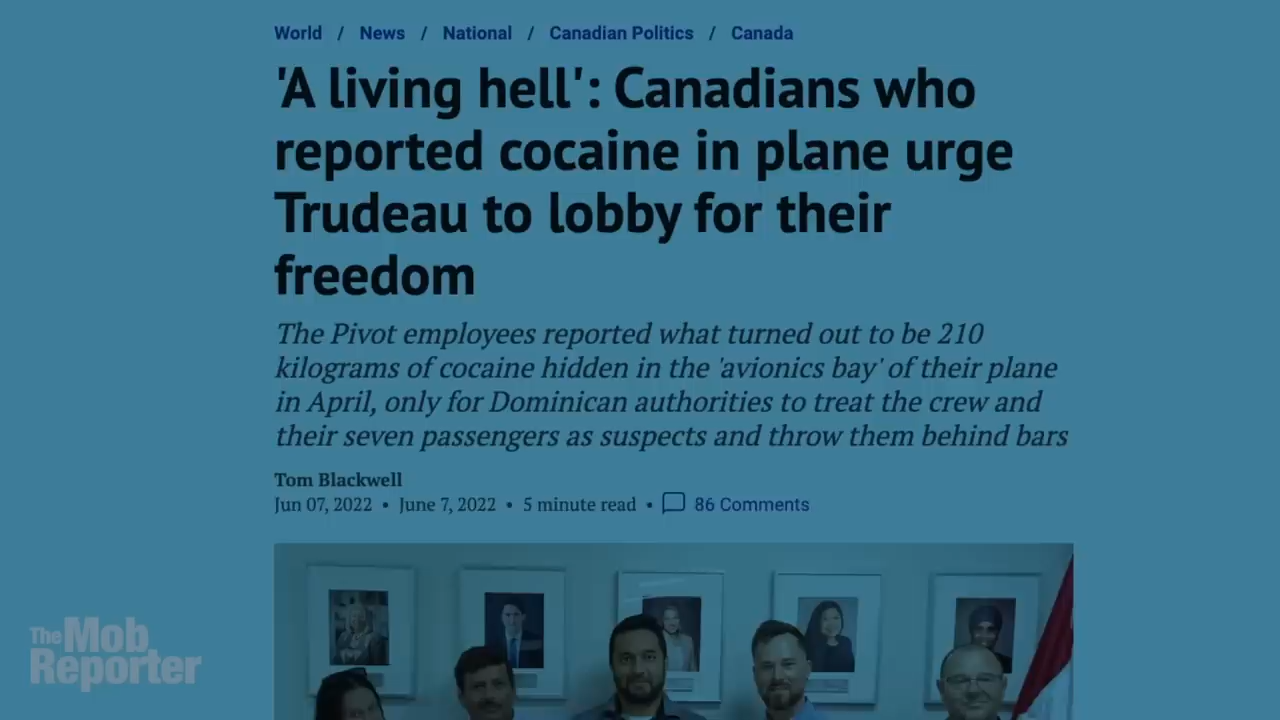 World / News / National / Canadian Politics / Canada
'A living hell': Canadians who
reported cocaine in plane urge
Trudeau to lobby for their
freedom
The Pivot employees reported what turned out to be 210
kilograms of cocaine hidden in the 'avionics bay' of their plane
in April, only for Dominican authorities to treat the crew and
their seven passengers as suspects and throw them behind bars
Tom Blackwell
Jun 07, 2022 • June 7, 2022 • 5 minute read • 86 Comments
The Mob
Reporter